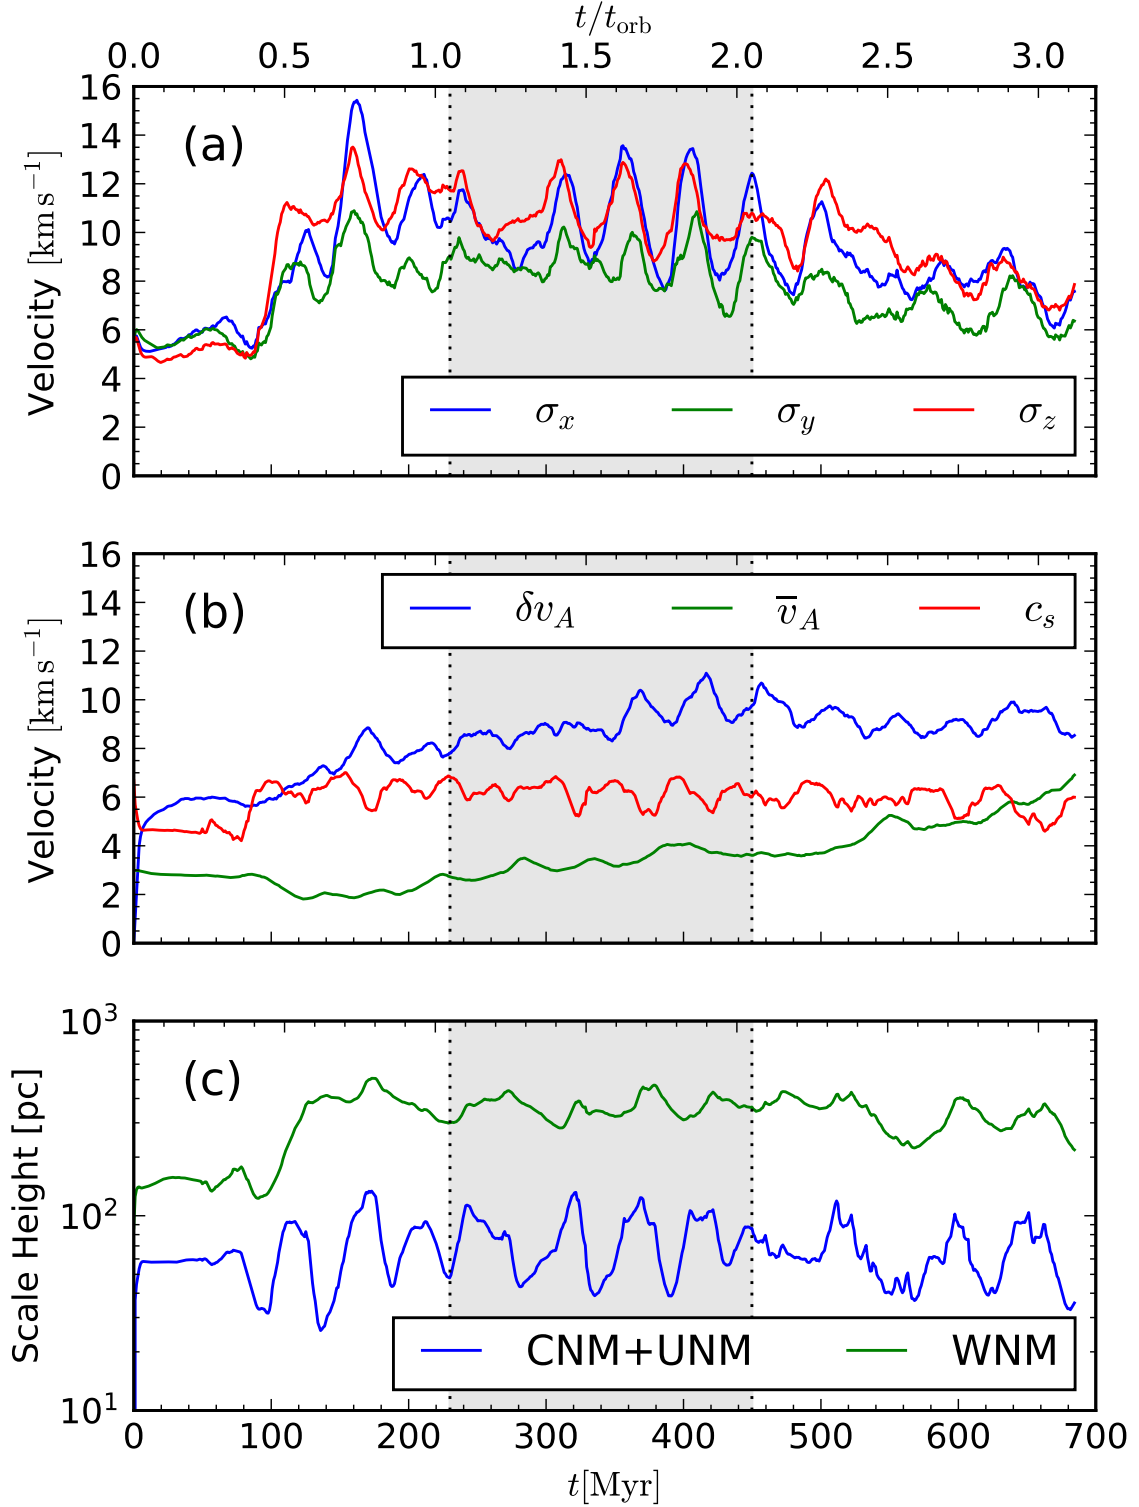 t/t_orb
0.0 0.5 1.0 1.5 2.0 2.5 3.0
(a)
Velocity [km s⁻¹]
16
14
12
10
8
6
4
2
0
σ_x σ_y σ_z
(b)
Velocity [km s⁻¹]
16
14
12
10
8
6
4
2
0
δv_A v̅_A c_s
(c)
Scale Height [pc]
10³
10²
10¹
CNM+UNM WNM
0 100 200 300 400 500 600 700
t[Myr]